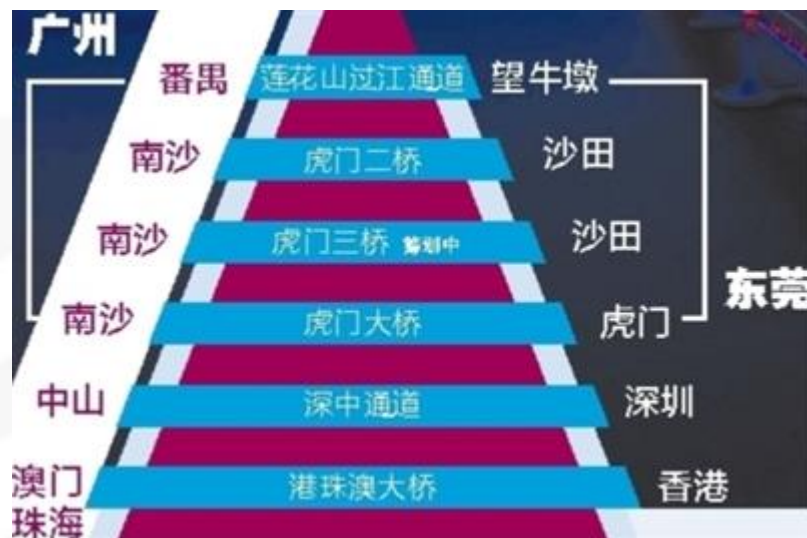 广州
番禺 莲花山过江通道 望牛墩
南沙 虎门二桥 沙田
南沙 虎门三桥 筹划中 沙田
东莞
南沙 虎门大桥 虎门
中山 深中通道 深圳
澳门 港珠澳大桥 香港
珠海